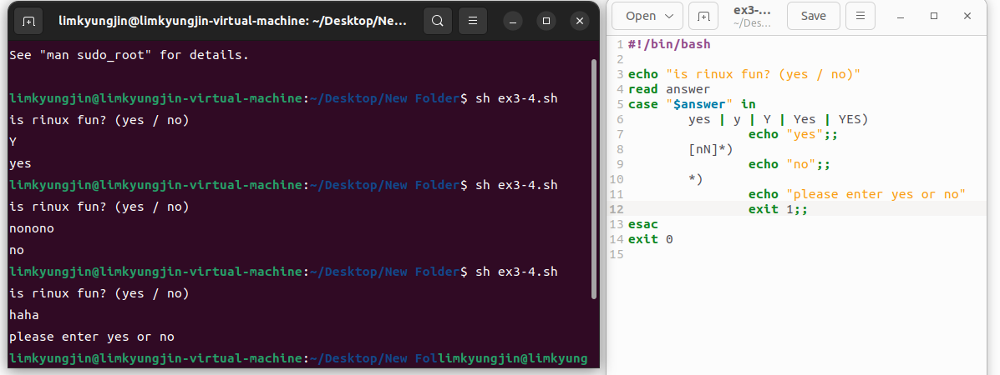 limkyungjin@limkyungjin-virtual-machine: ~/Desktop/Ne...
See "man sudo_root" for details.
limkyungjin@limkyungjin-virtual-machine:~/Desktop/New Folder$ sh ex3-4.sh
is rinux fun? (yes / no)
Y
yes
limkyungjin@limkyungjin-virtual-machine:~/Desktop/New Folder$ sh ex3-4.sh
is rinux fun? (yes / no)
nonono
no
limkyungjin@limkyungjin-virtual-machine:~/Desktop/New Folder$ sh ex3-4.sh
is rinux fun? (yes / no)
haha
please enter yes or no
limkyungjin@limkyungjin-virtual-machine:~/Desktop/New Follimkyungjin@limkyung
Open
ex3-...
~/Des...
Save
1 #!/bin/bash
2
3 echo "is rinux fun? (yes / no)"
4 read answer
5 case "$answer" in
6 yes | y | Y | Yes | YES)
7 echo "yes";;
8 [nN]*)
9 echo "no";;
10 *)
11 echo "please enter yes or no"
12 exit 1;;
13 esac
14 exit 0
15